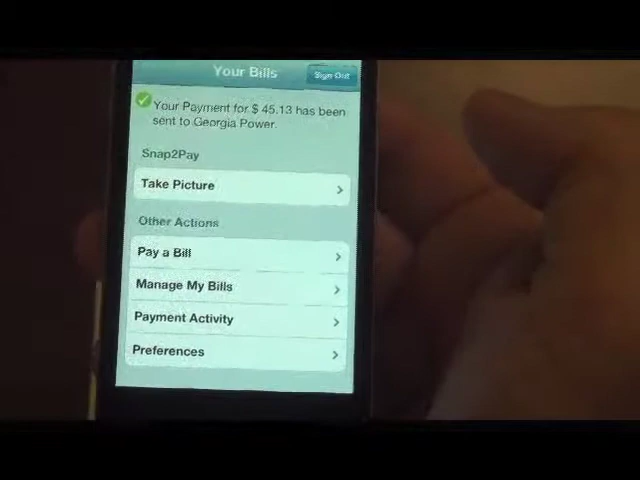 Your Bills
Sign Out
Your Payment for $ 45.13 has been
sent to Georgia Power.
Snap2Pay
Take Picture
Other Actions
Pay a Bill
Manage My Bills
Payment Activity
Preferences